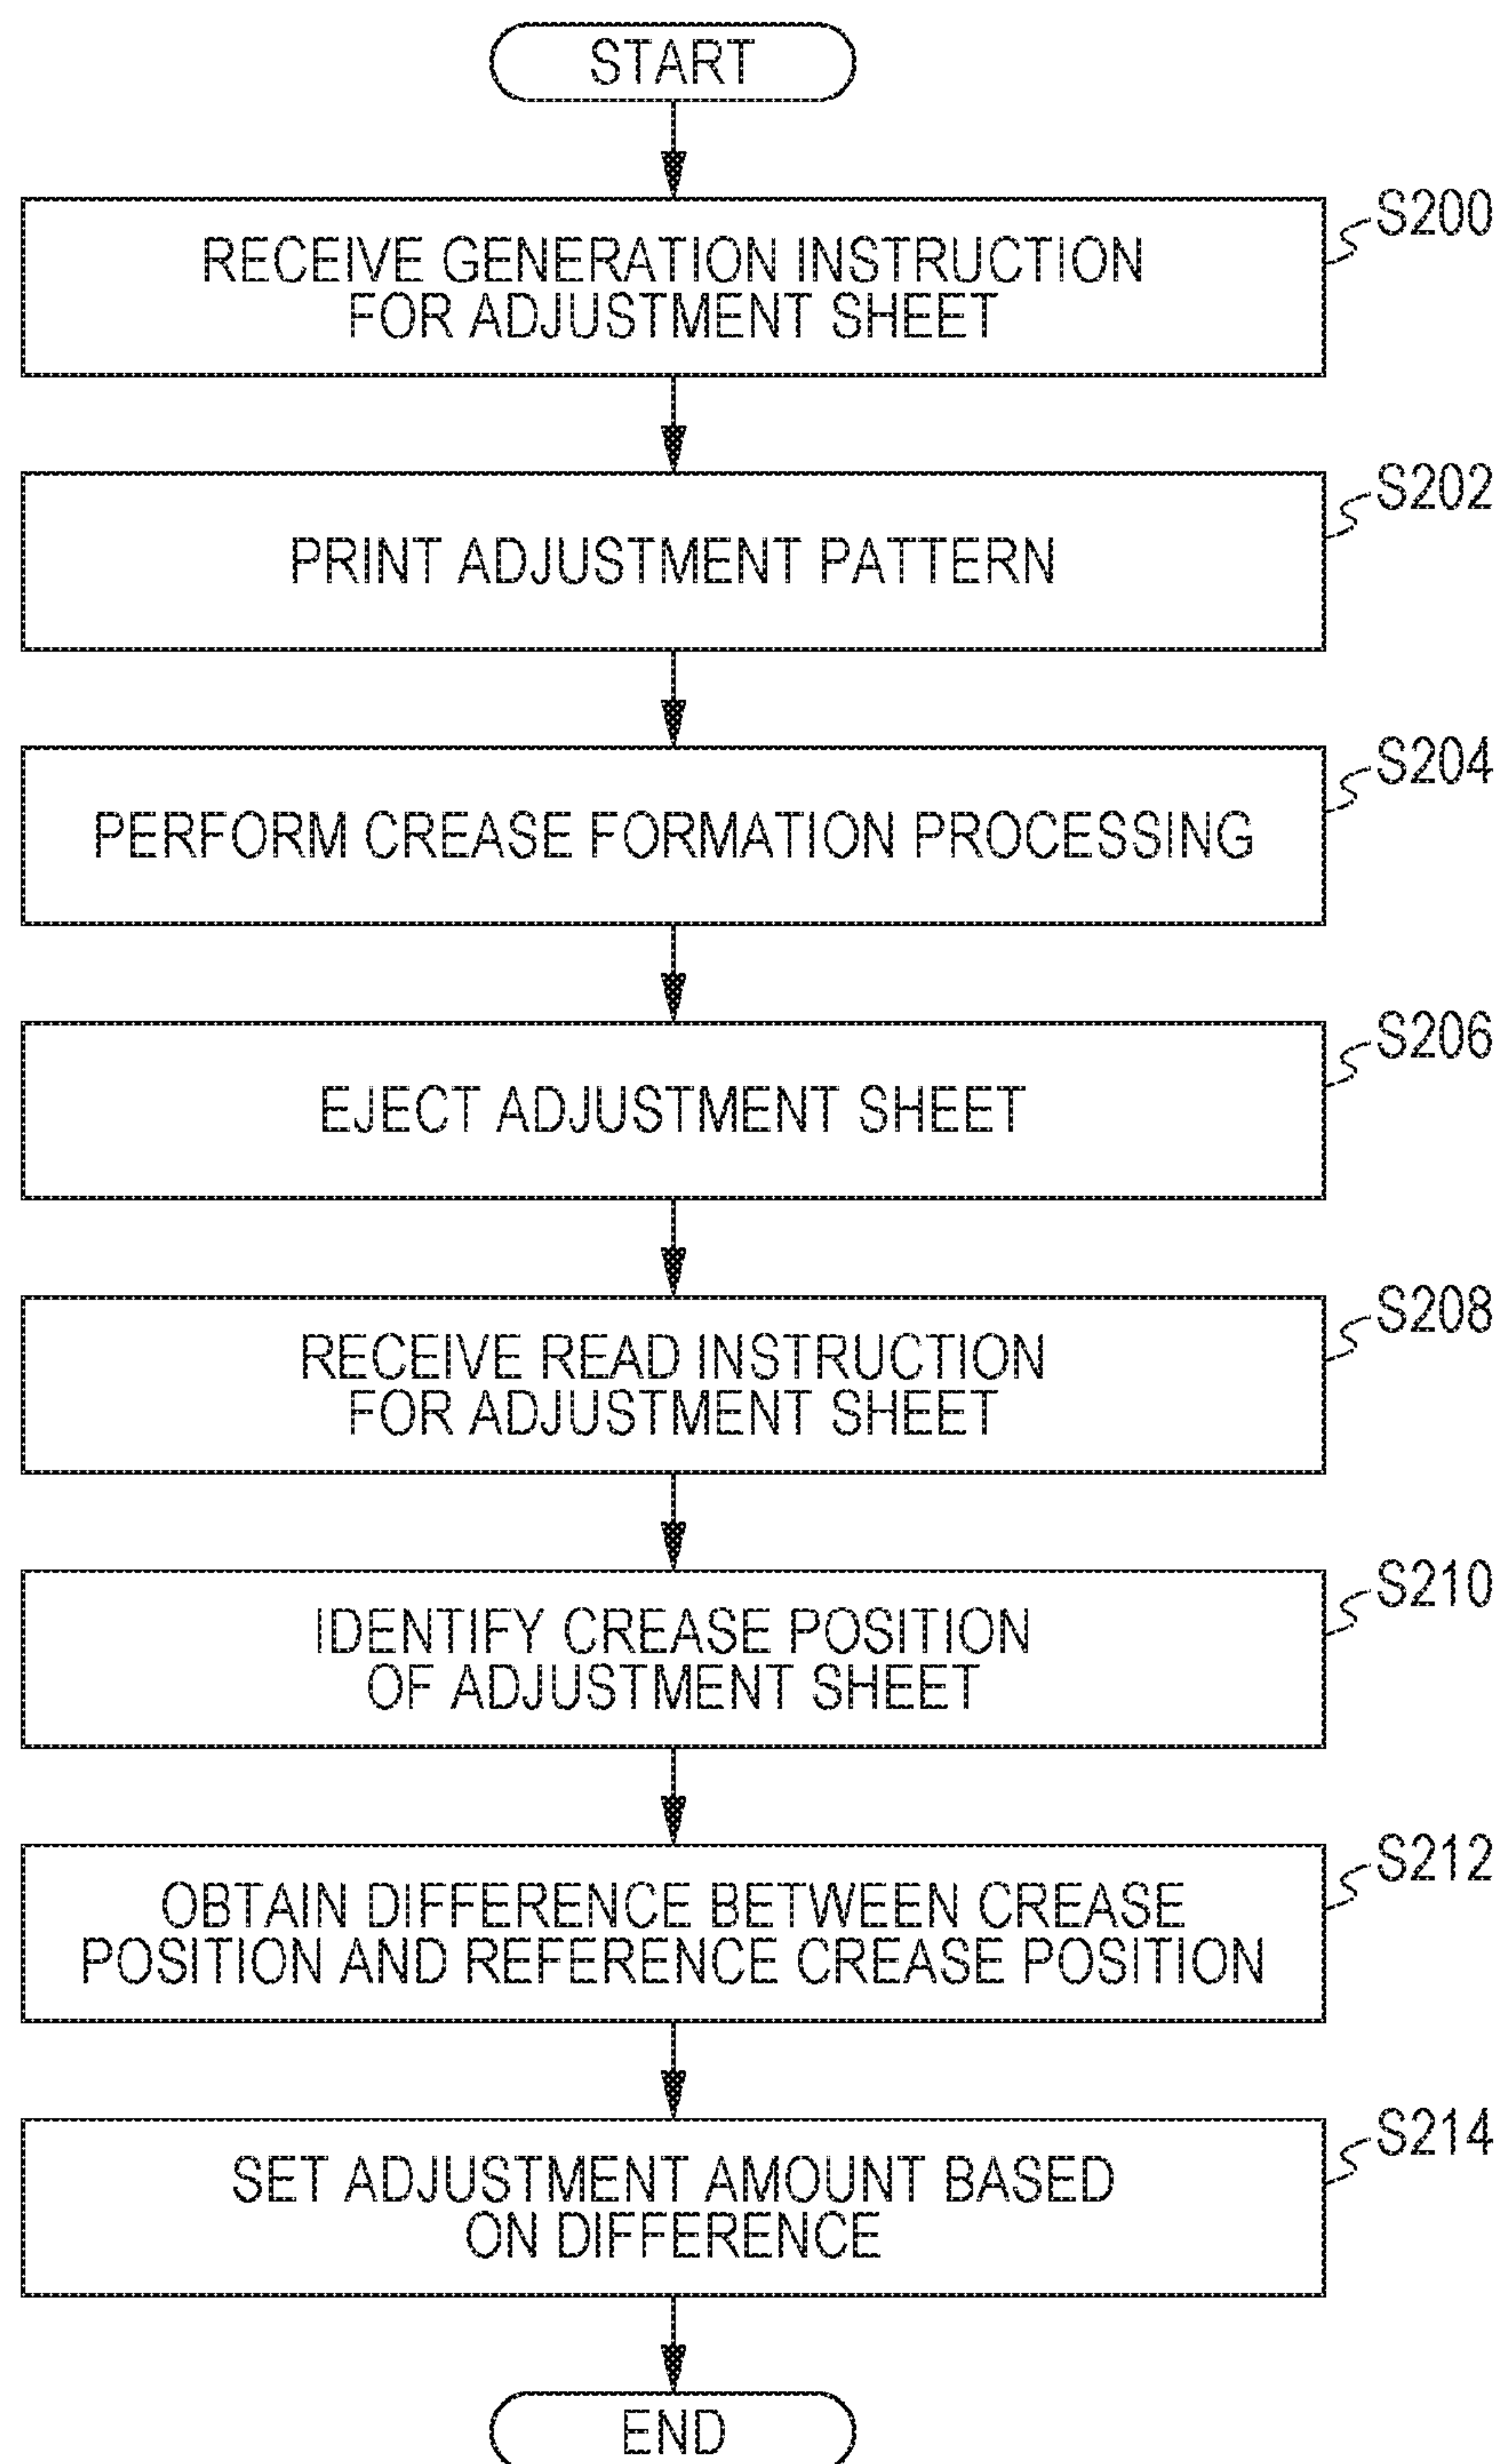 START
S200
RECEIVE GENERATION INSTRUCTION
FOR ADJUSTMENT SHEET
S202
PRINT ADJUSTMENT PATTERN
S204
PERFORM CREASE FORMATION PROCESSING
S206
EJECT ADJUSTMENT SHEET
S208
RECEIVE READ INSTRUCTION
FOR ADJUSTMENT SHEET
S210
IDENTIFY CREASE POSITION
OF ADJUSTMENT SHEET
S212
OBTAIN DIFFERENCE BETWEEN CREASE
POSITION AND REFERENCE CREASE POSITION
S214
SET ADJUSTMENT AMOUNT BASED
ON DIFFERENCE
END